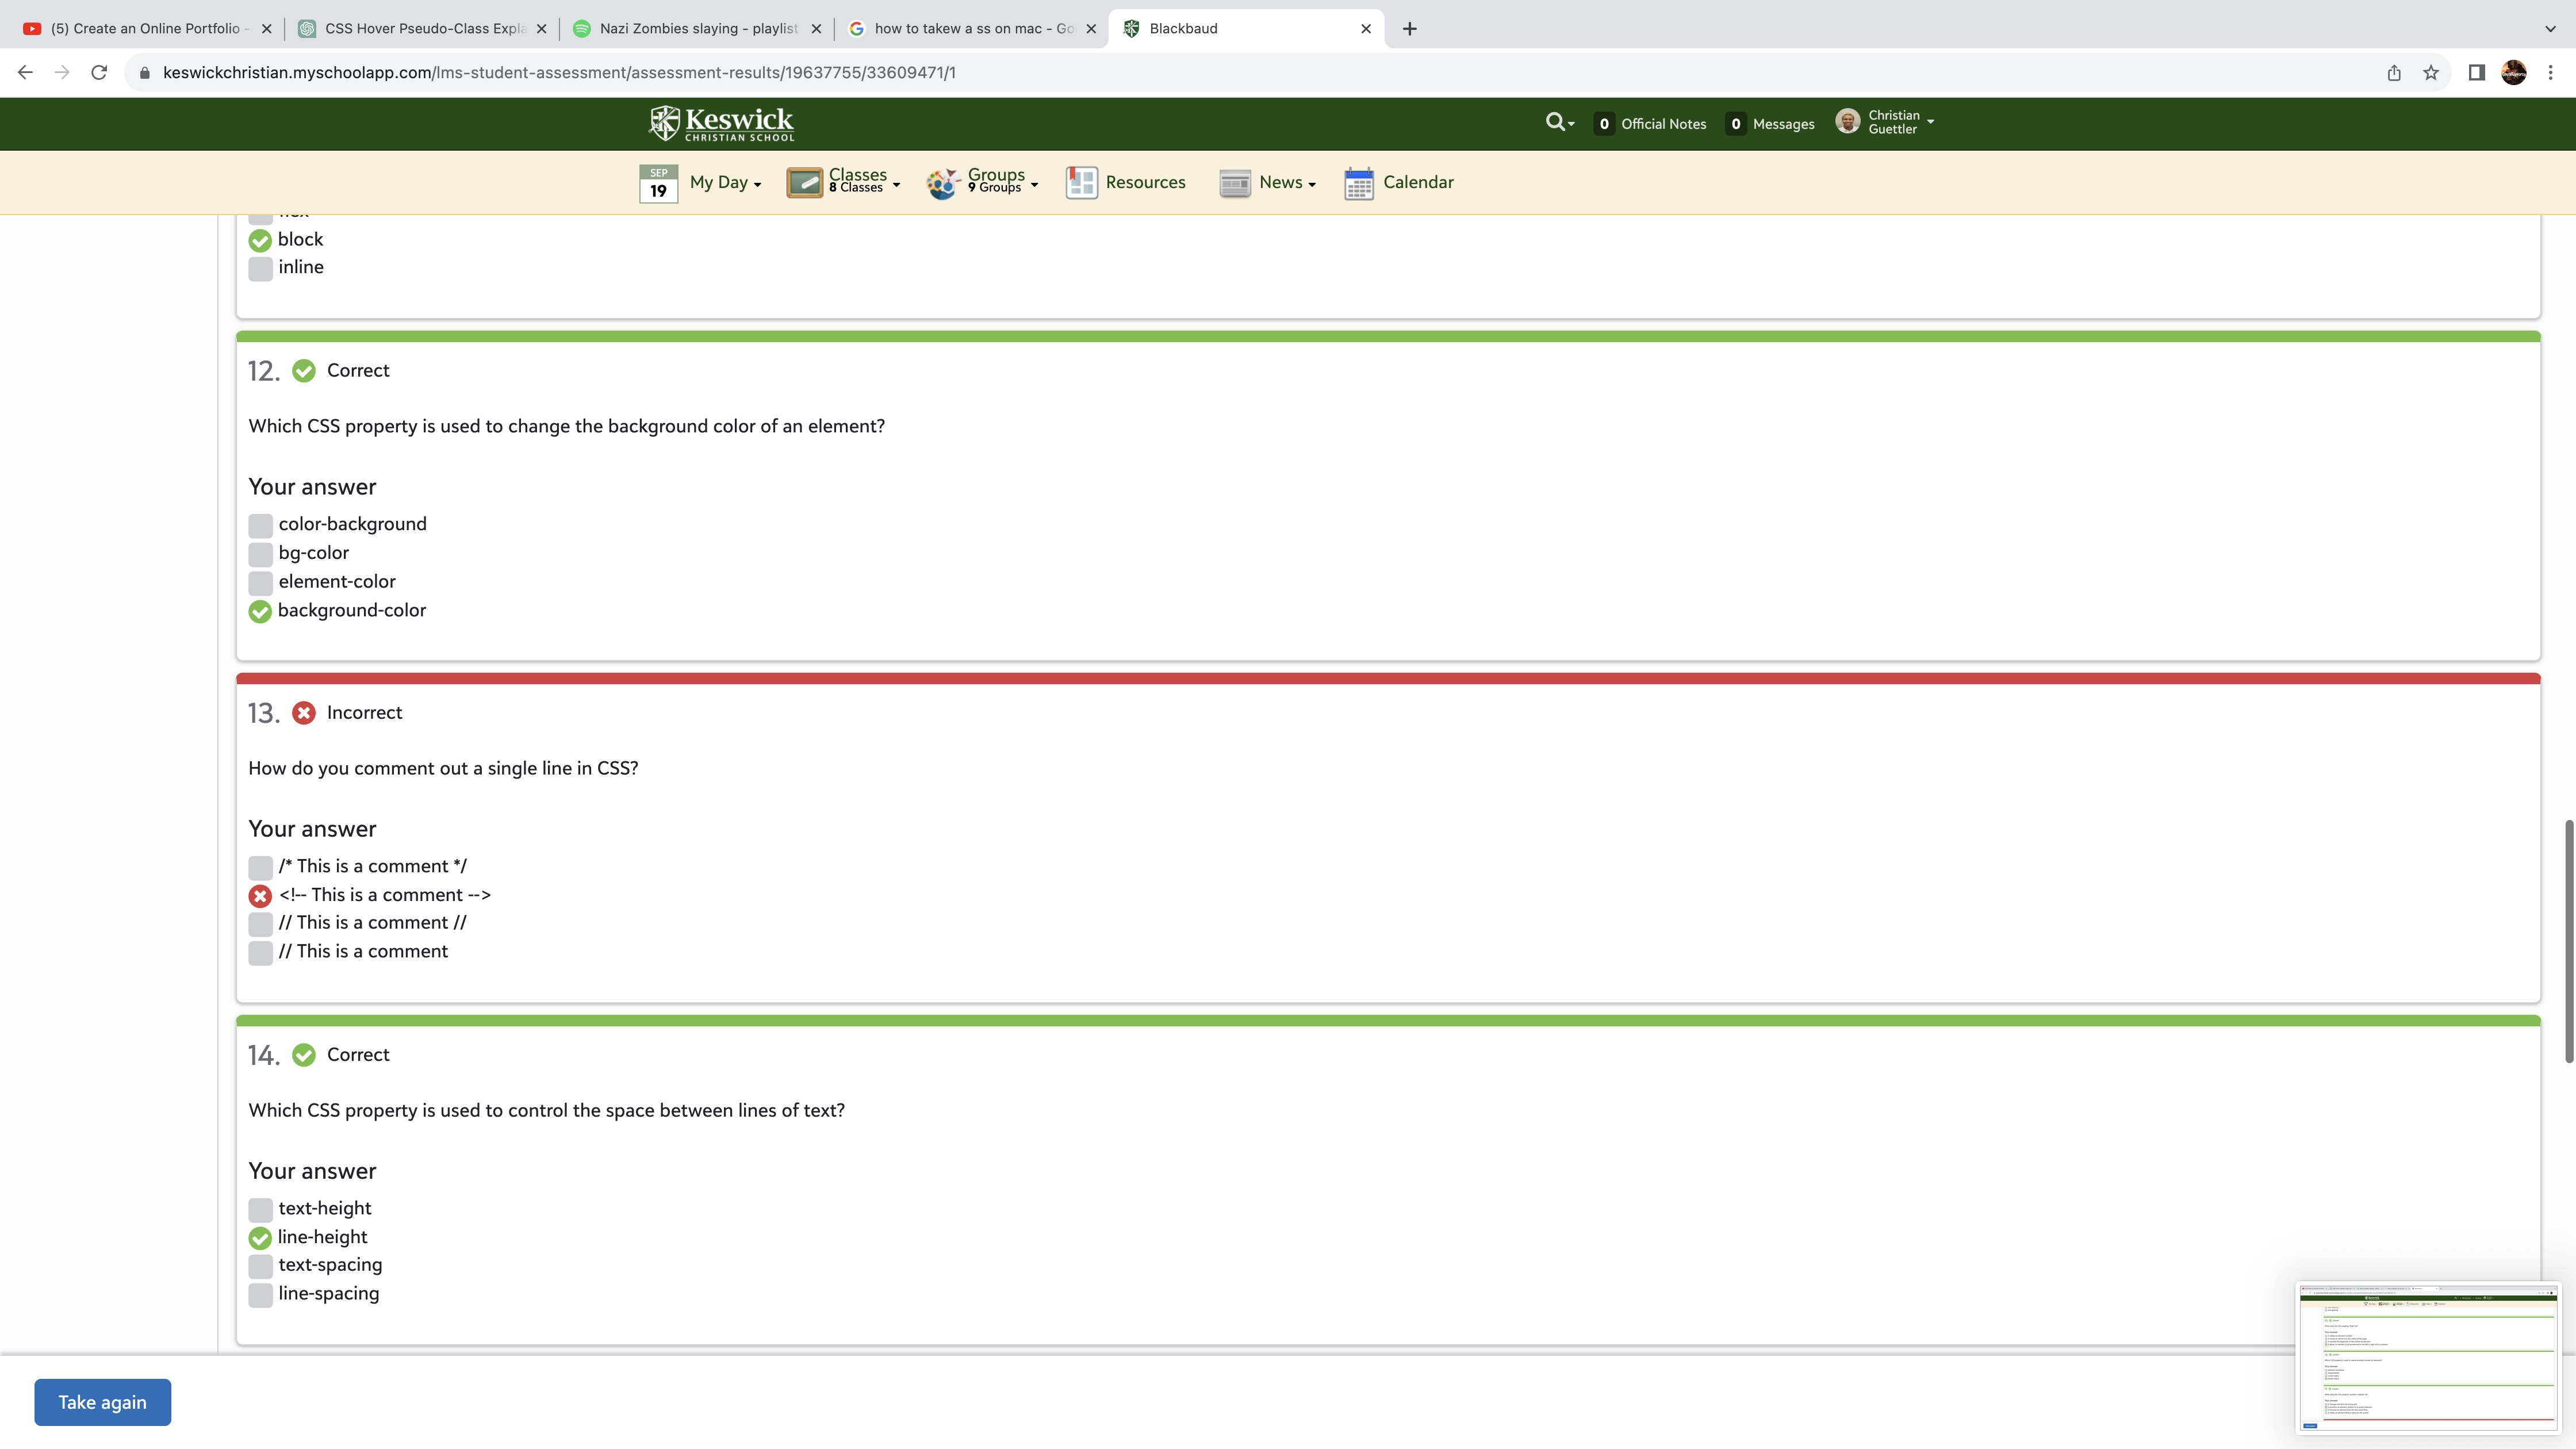 (5) Create an Online Portfolio -
CSS Hover Pseudo-Class Expla
Nazi Zombies slaying - playlist
how to takew a ss on mac - Go
Blackbaud
keswickchristian.myschoolapp.com/lms-student-assessment/assessment-results/19637755/33609471/1
Keswick
CHRISTIAN SCHOOL
0 Official Notes
0 Messages
Christian
Guettler
SEP
19
My Day
Classes
8 Classes
Groups
9 Groups
Resources
News
Calendar
block
inline
12. Correct
Which CSS property is used to change the background color of an element?
Your answer
color-background
bg-color
element-color
background-color
13. Incorrect
How do you comment out a single line in CSS?
Your answer
/* This is a comment */
<!-- This is a comment -->
// This is a comment //
// This is a comment
14. Correct
Which CSS property is used to control the space between lines of text?
Your answer
text-height
line-height
text-spacing
line-spacing
Take again